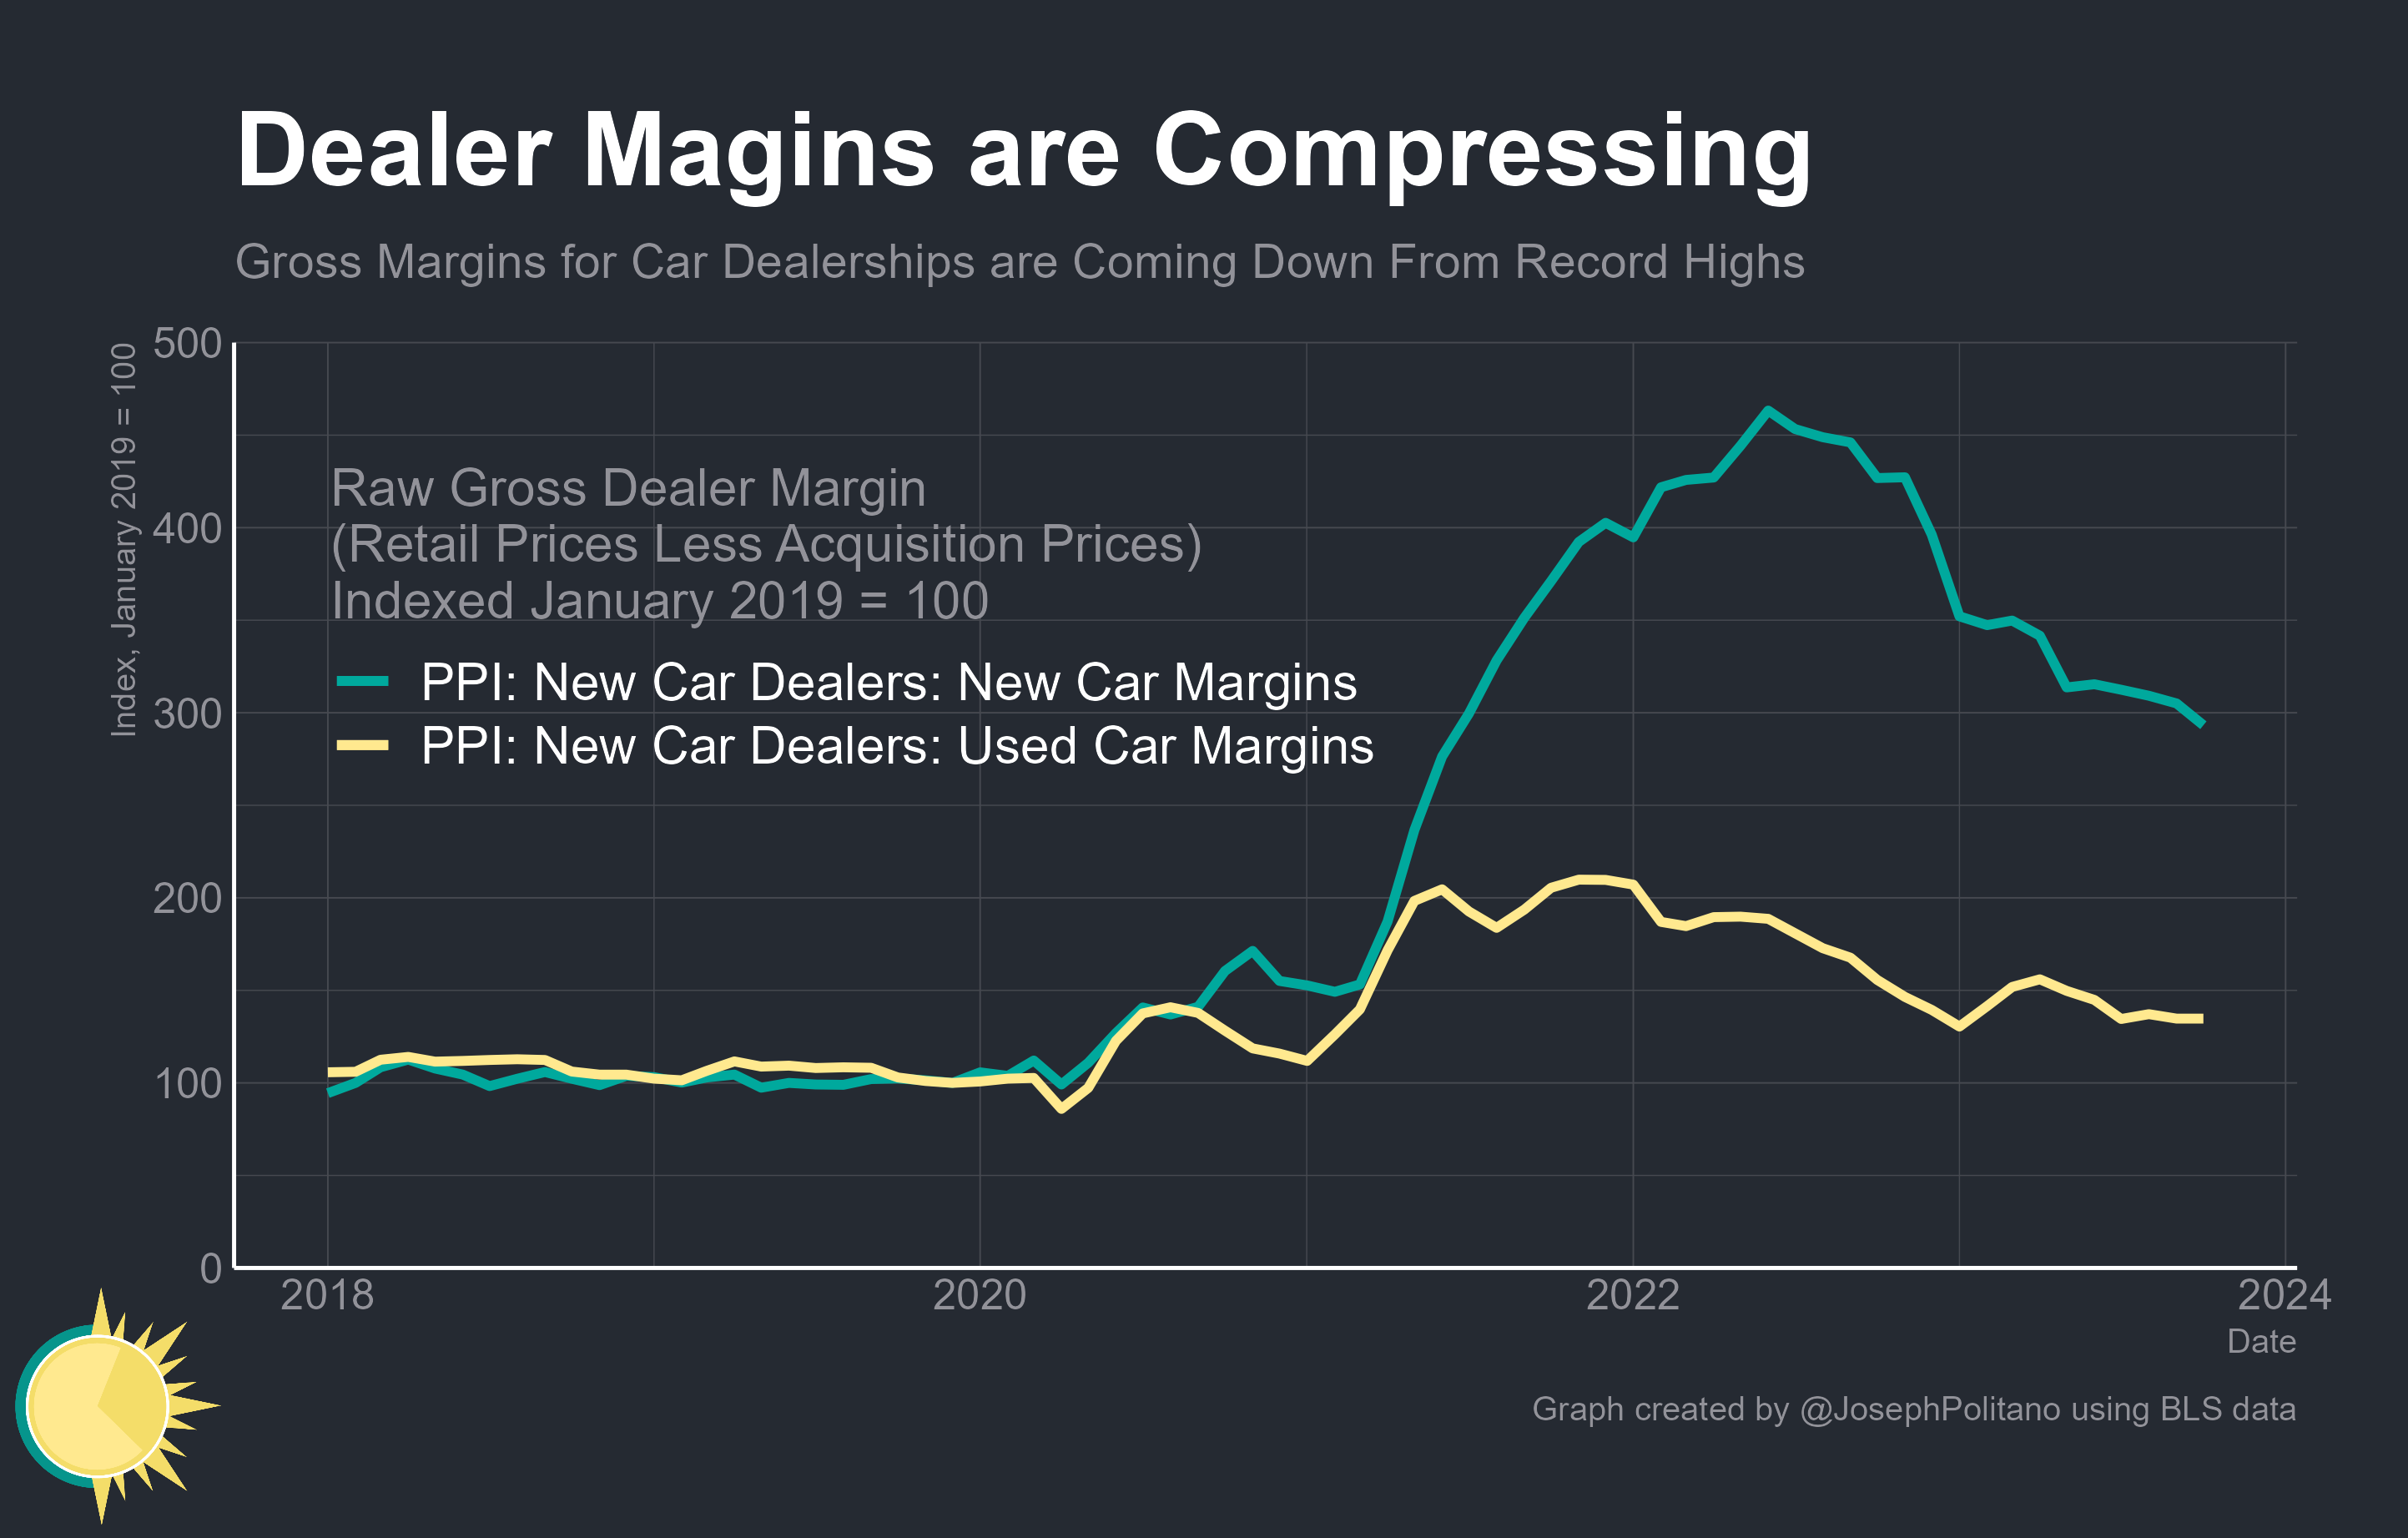 Dealer Magins are Compressing
Gross Margins for Car Dealerships are Coming Down From Record Highs
Index, January 2019 = 100
500
400
300
200
100
0
Raw Gross Dealer Margin
(Retail Prices Less Acquisition Prices)
Indexed January 2019 = 100
PPI: New Car Dealers: New Car Margins
PPI: New Car Dealers: Used Car Margins
2018
2020
2022
2024
Date
Graph created by @JosephPolitano using BLS data